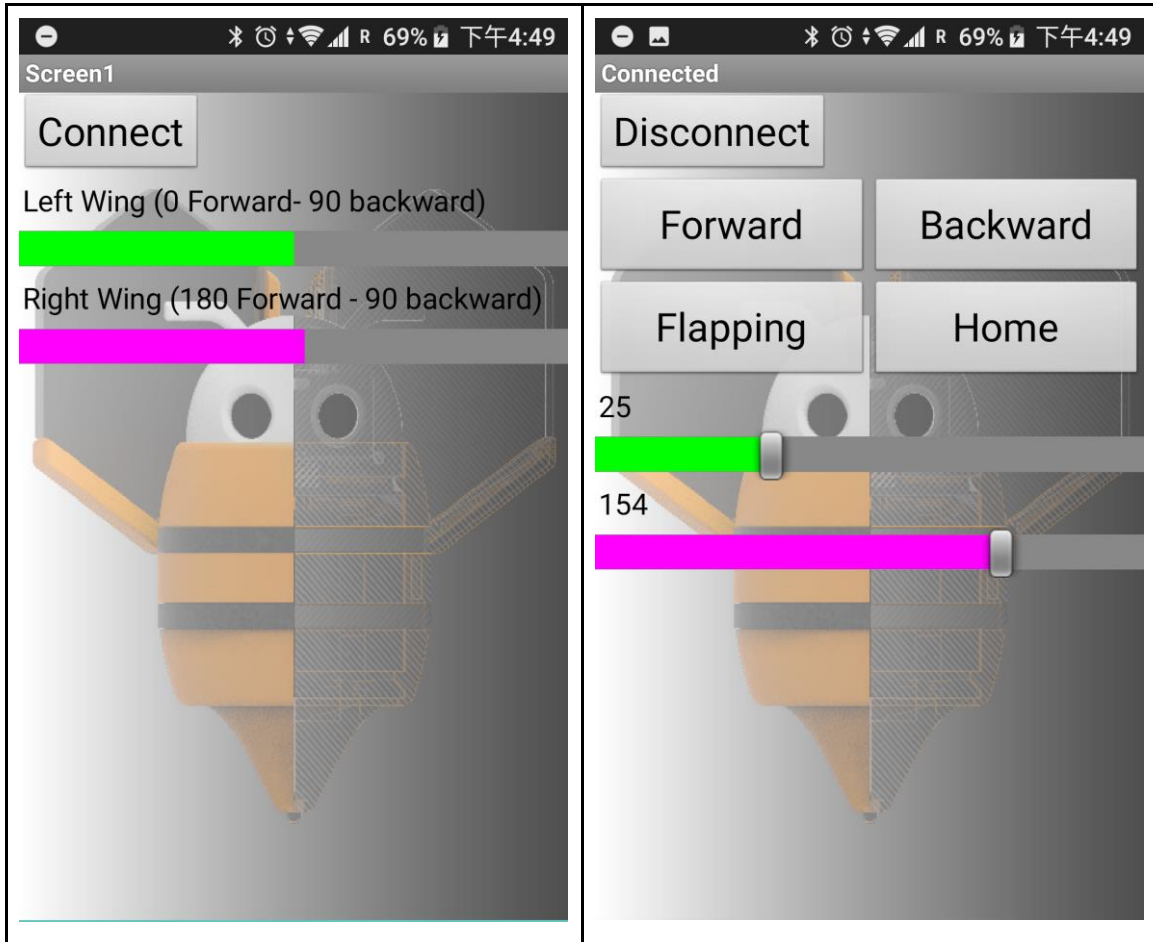 R 69% 下午4:49
Screen1
Connect
Left Wing (0 Forward- 90 backward)
Right Wing (180 Forward - 90 backward)
R 69% 下午4:49
Connected
Disconnect
Forward Backward
Flapping Home
25
154